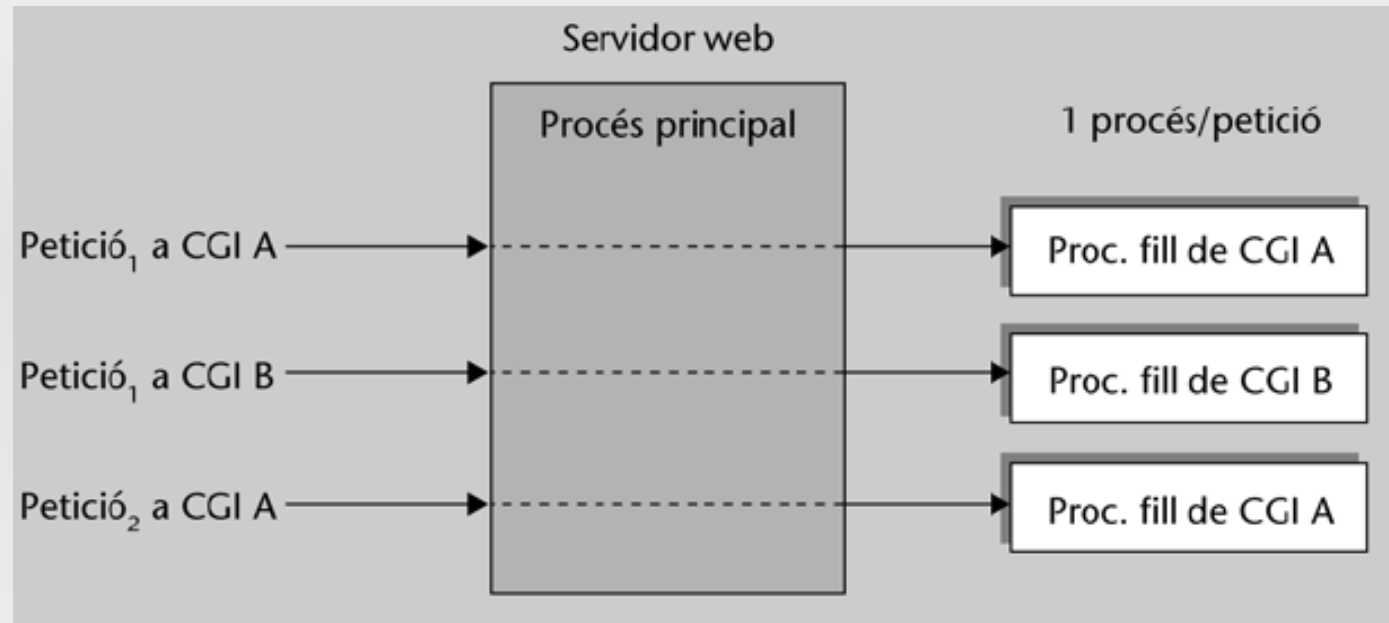 Servidor web
Procés principal
1 procés/petició
Petició₁ a CGI A
Proc. fill de CGI A
Petició₁ a CGI B
Proc. fill de CGI B
Petició₂ a CGI A
Proc. fill de CGI A